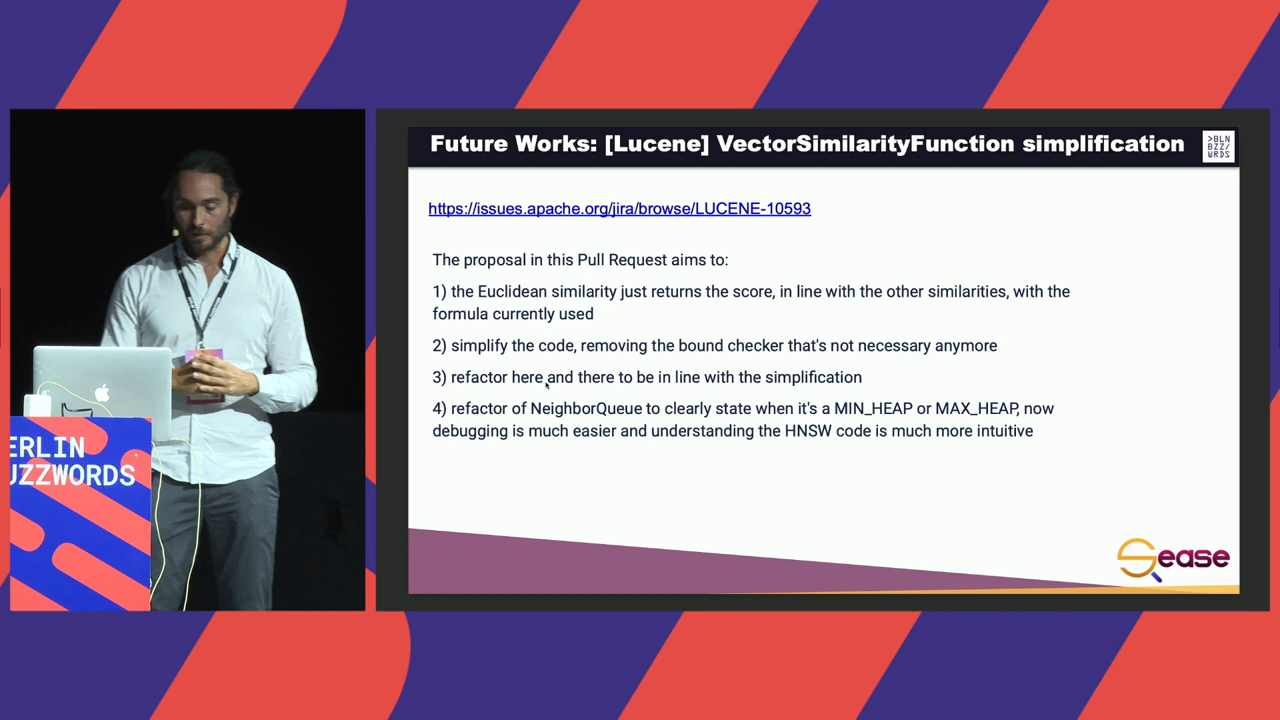 Future Works: [Lucene] VectorSimilarityFunction simplification
>BLN
BZZ/
WRDS
https://issues.apache.org/jira/browse/LUCENE-10593
The proposal in this Pull Request aims to:
1) the Euclidean similarity just returns the score, in line with the other similarities, with the
formula currently used
2) simplify the code, removing the bound checker that's not necessary anymore
3) refactor here and there to be in line with the simplification
4) refactor of NeighborQueue to clearly state when it's a MIN_HEAP or MAX_HEAP, now
debugging is much easier and understanding the HNSW code is much more intuitive
Sease
ERLIN
UZZWORDS